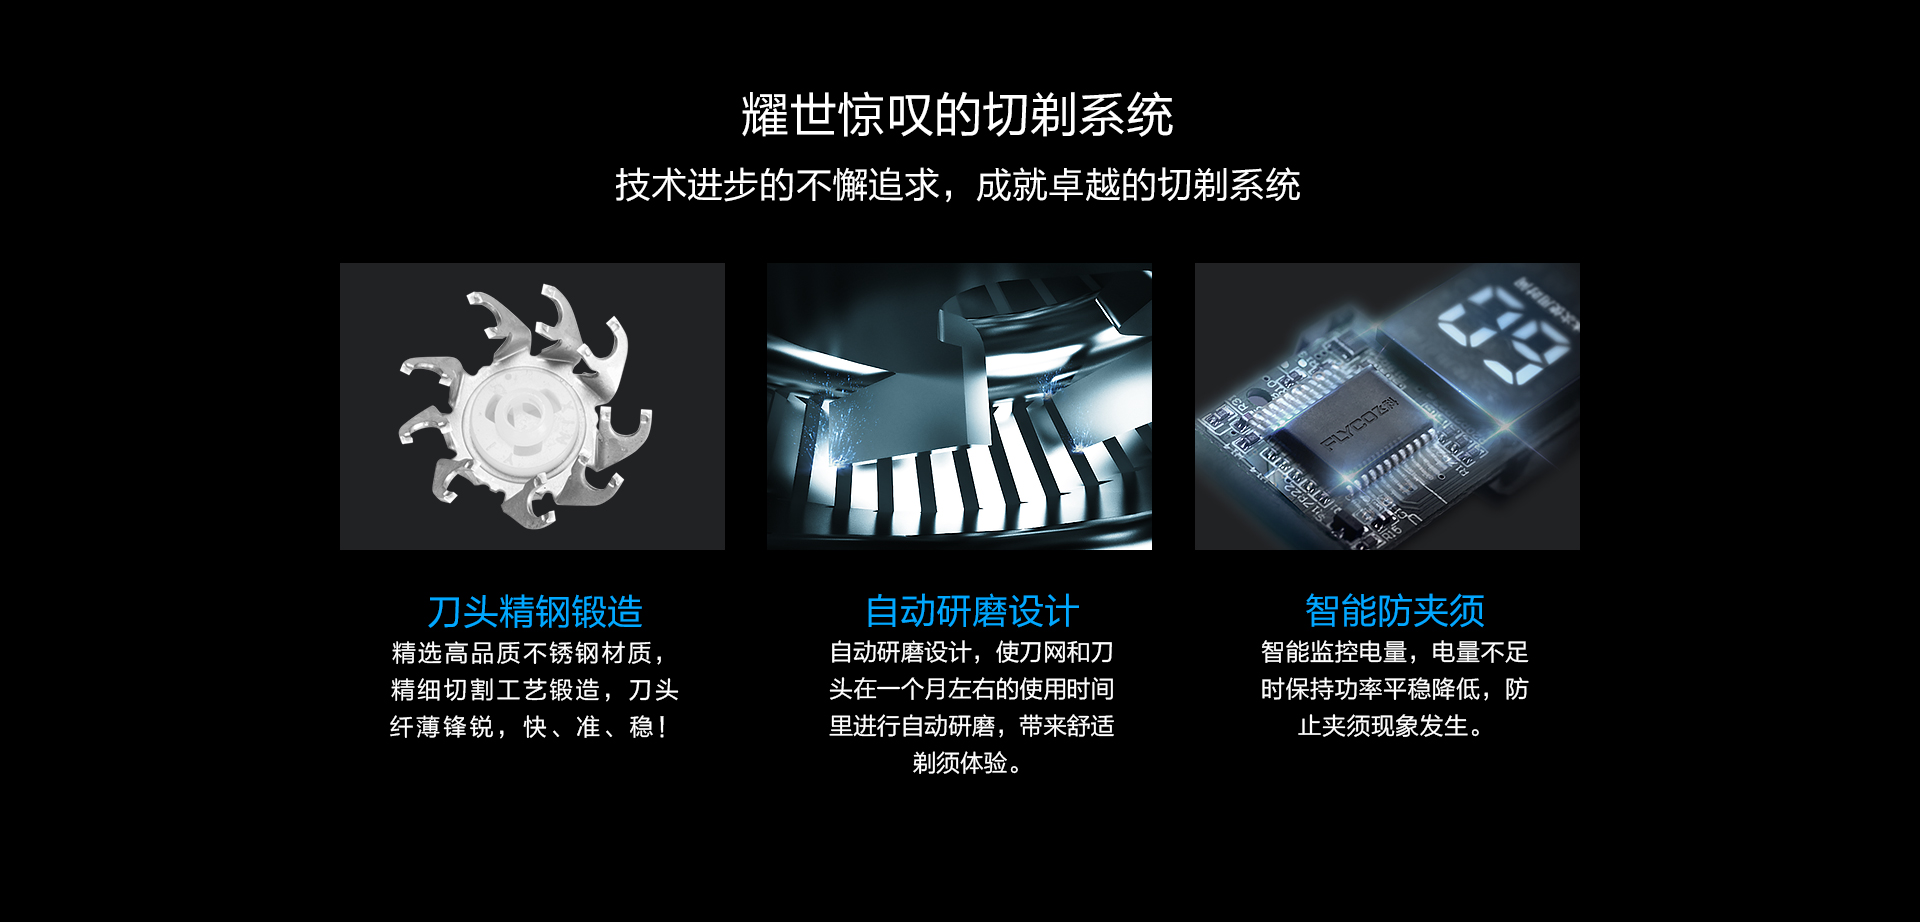 耀世惊叹的切剃系统
技术进步的不懈追求，成就卓越的切剃系统
FLYCO飞科
刀头精钢锻造
精选高品质不锈钢材质，
精细切割工艺锻造，刀头
纤薄锋锐，快、准、稳！
自动研磨设计
自动研磨设计，使刀网和刀
头在一个月左右的使用时间
里进行自动研磨，带来舒适
剃须体验。
智能防夹须
智能监控电量，电量不足
时保持功率平稳降低，防
止夹须现象发生。